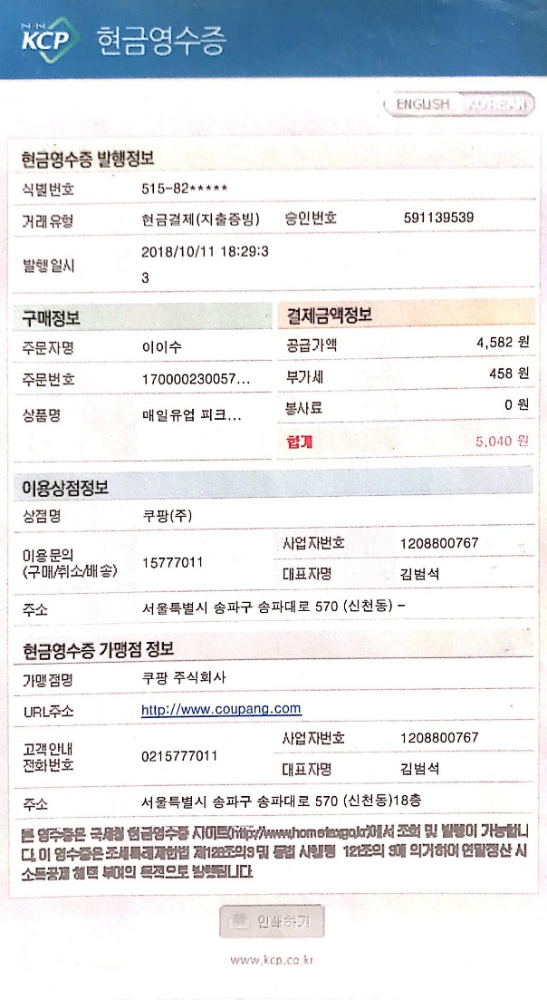 NHN KCP 현금영수증
ENGLISH KOREAN
현금영수증 발행정보
식별번호 515-82*****
거래유형 현금결제(지출증빙) 승인번호 591139539
발행일시 2018/10/11 18:29:3
3
구매정보
주문자명 이이수
주문번호 170000230057...
상품명 매일유업 피크...
결제금액정보
공급가액 4,582 원
부가세 458 원
봉사료 0 원
합계 5,040 원
이용상점정보
상점명 쿠팡(주)
이용문의
(구매/취소/배송) 15777011
사업자번호 1208800767
대표자명 김범석
주소 서울특별시 송파구 송파대로 570 (신천동) -
현금영수증 가맹점 정보
가맹점명 쿠팡 주식회사
URL주소 http://www.coupang.com
고객안내
전화번호 0215777011
사업자번호 1208800767
대표자명 김범석
주소 서울특별시 송파구 송파대로 570 (신천동)18층
본 영수증은 국세청 현금영수증 사이트(http://www.hometax.go.kr)에서 조회 및 발행이 가능합니
다. 이 영수증은 조세특례제한법 제126조의3 및 동법 시행령 121조의 3에 의거하여 연말정산 시
소득공제 혜택 부여의 목적으로 발행됩니다.
인쇄하기
www.kcp.co.kr